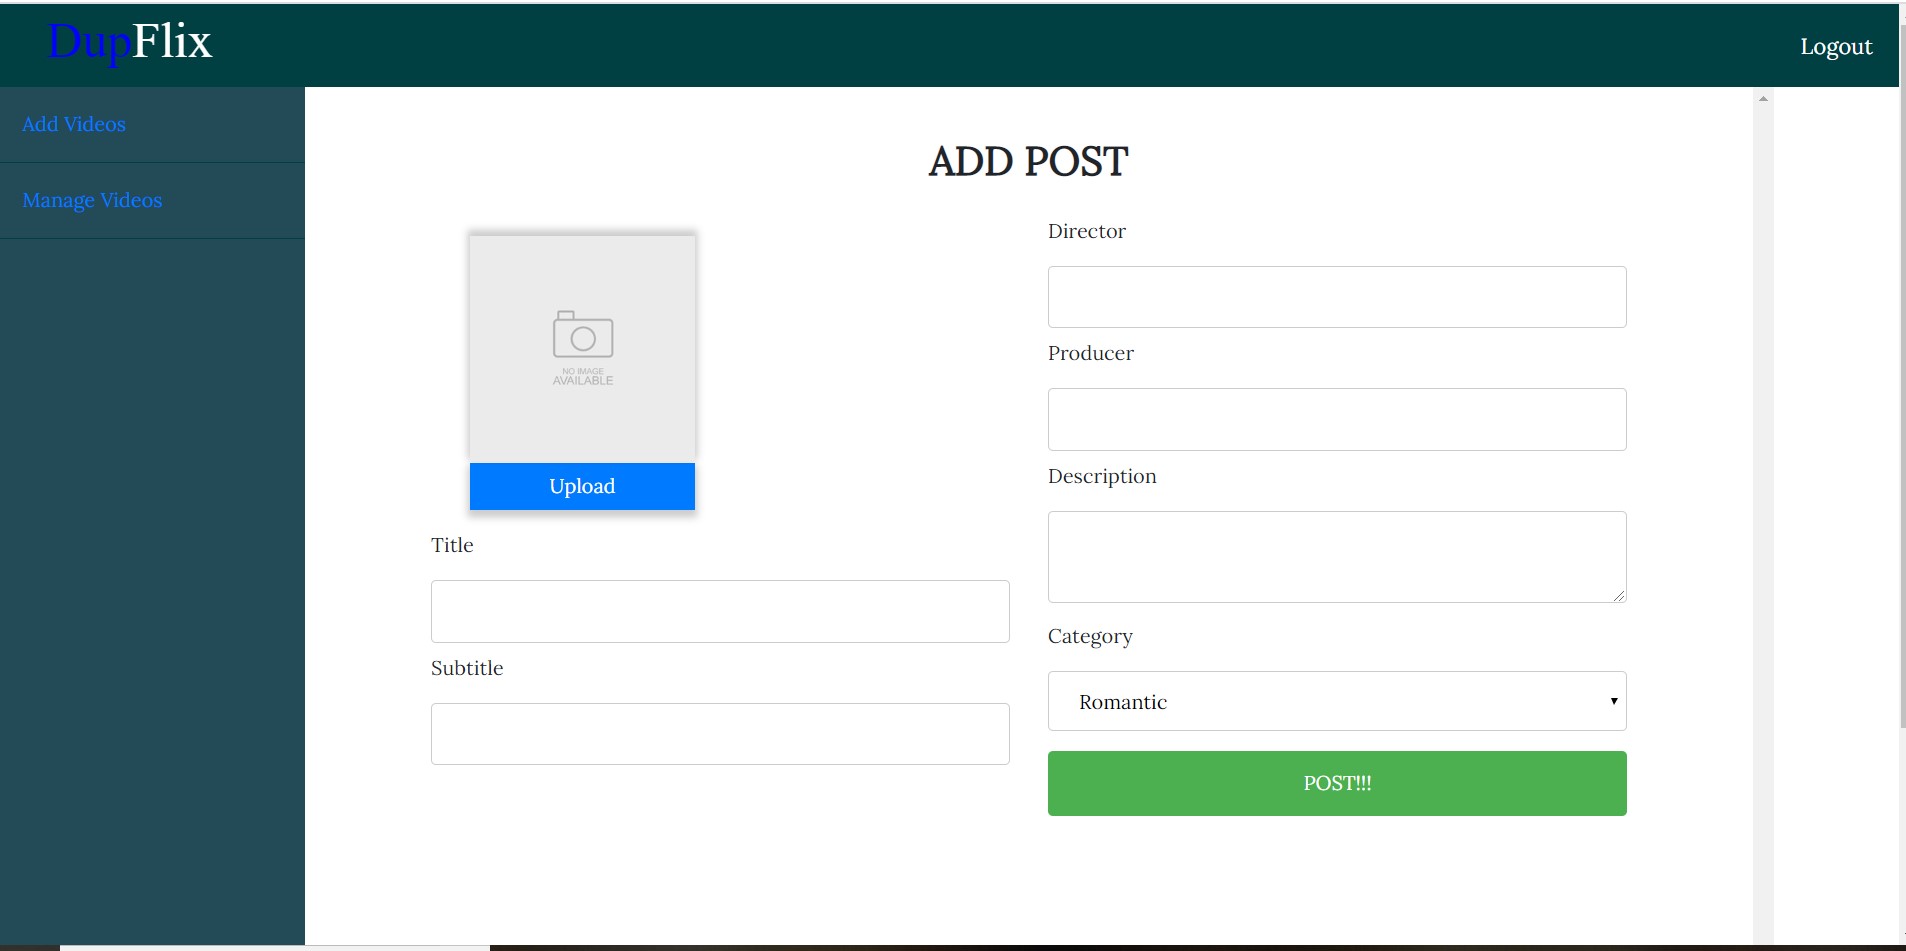 DupFlix
Logout
Add Videos
Manage Videos
ADD POST
NO IMAGE
AVAILABLE
Upload
Title
Subtitle
Director
Producer
Description
Category
Romantic
POST!!!